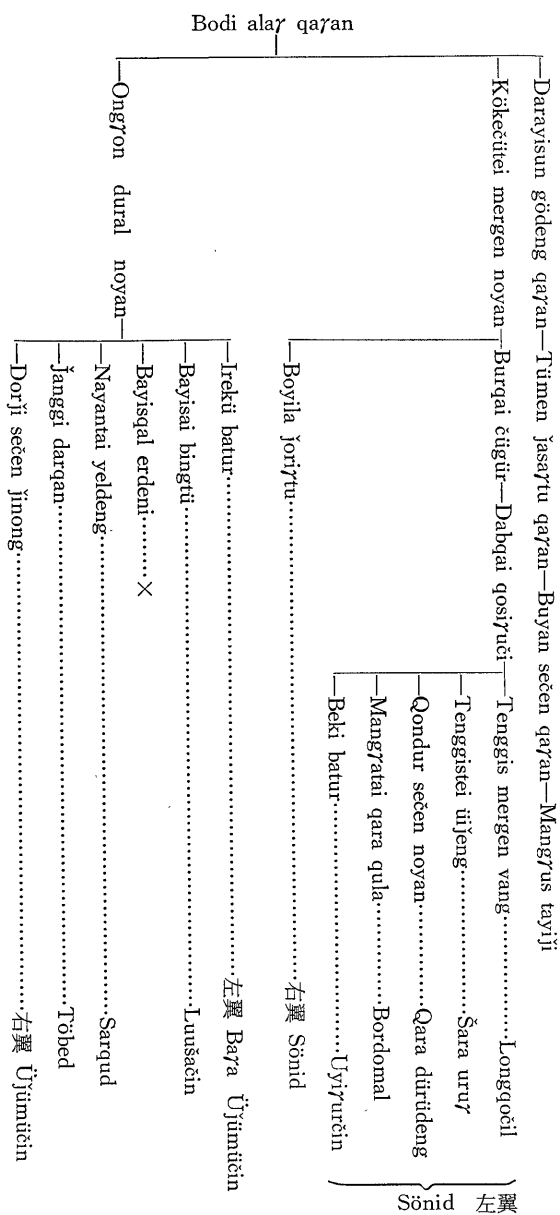 Bodi alaγ qaγan
Darayisun gödeng qaγan—Tümen ǰasaγtu qaγan—Buyan sečen qaγan—Mangγus tayiǰi
Kökečütei mergen noyan—Burqai čügür—Dabqai qosiγuči—Tenggis mergen vang············Longqočil
Tenggistei üiǰeng············Šara uruγ
Qondur sečen noyan············Qara dürüdeng
Mangγatai qara qula············Bordomal
Beki batur············Uyiγurčin
Sönid 左翼
Boyila ǰoriγtu············右翼 Sönid
Ongγon dural noyan—Irekü batur············左翼 Baγa Üǰümüčin
Bayisai bingtü············Luušačin
Bayisqal erdeni·········×
Nayantai yeldeng············Sarqud
J̌anggi darqan············Töbed
Dorǰi sečen ǰinong············右翼 Üǰümüčin